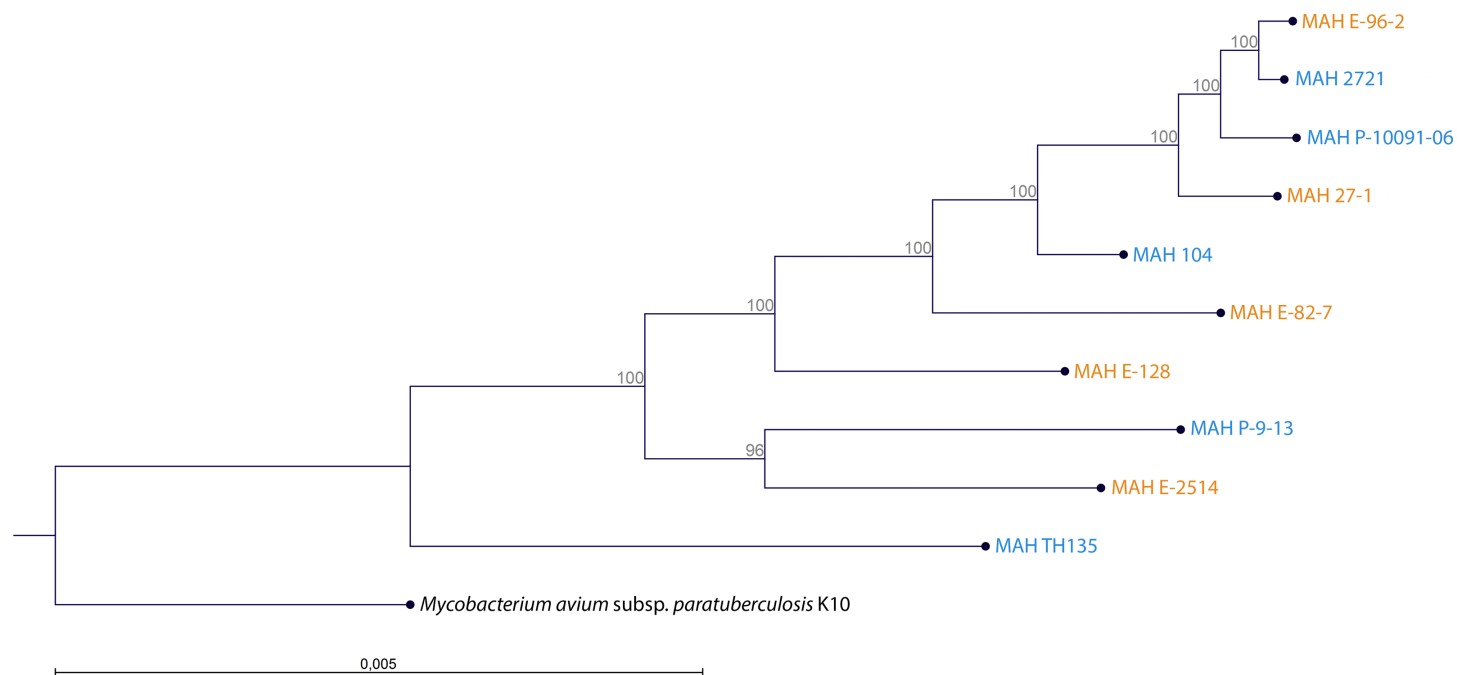 MAH E-96-2
100
MAH 2721
100
MAH P-10091-06
100
MAH 27-1
100
MAH 104
100
MAH E-82-7
100
MAH E-128
100
MAH P-9-13
96
MAH E-2514
MAH TH135
Mycobacterium avium subsp. paratuberculosis K10
0,005